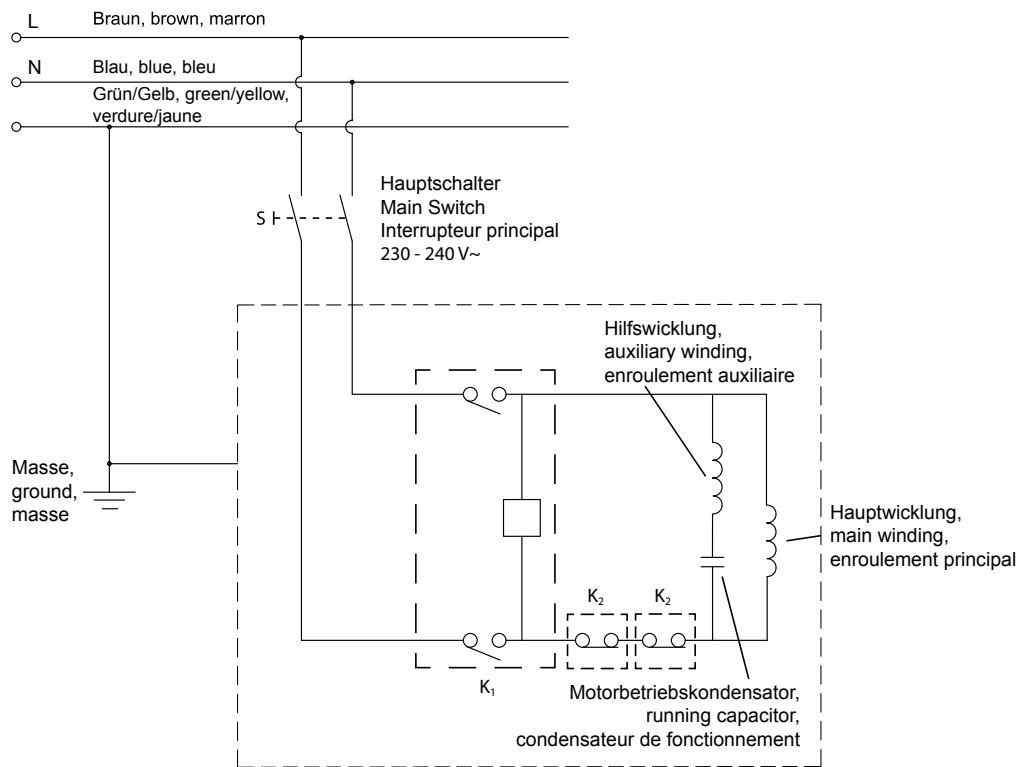 L
Braun, brown, marron
N
Blau, blue, bleu
Grün/Gelb, green/yellow,
verdure/jaune
Hauptschalter
Main Switch
Interrupteur principal
230 - 240 V~
S
Hilfswicklung,
auxiliary winding,
enroulement auxiliaire
Masse,
ground,
masse
Hauptwicklung,
main winding,
enroulement principal
K₂
K₂
K₁
Motorbetriebskondensator,
running capacitor,
condensateur de fonctionnement